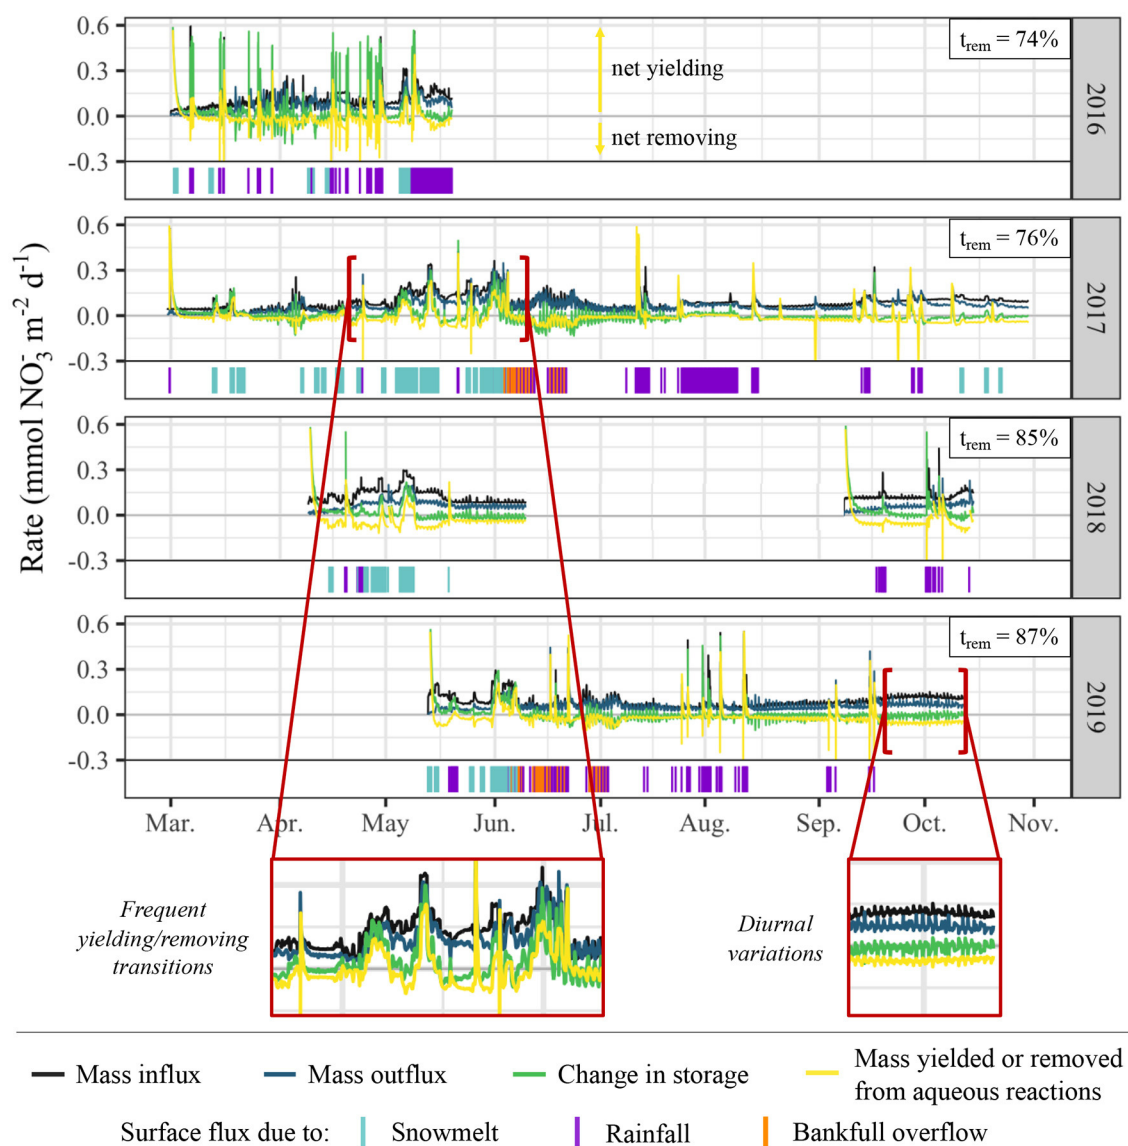 Rate (mmol NO₃⁻ m⁻² d⁻¹)
0.6
0.3
0.0
-0.3
net yielding
net removing
tᵣₑₘ = 74%
2016
0.6
0.3
0.0
-0.3
tᵣₑₘ = 76%
2017
0.6
0.3
0.0
-0.3
tᵣₑₘ = 85%
2018
0.6
0.3
0.0
-0.3
tᵣₑₘ = 87%
2019
Mar. Apr. May Jun. Jul. Aug. Sep. Oct. Nov.
Frequent
yielding/removing
transitions
Diurnal
variations
Mass influx Mass outflux Change in storage Mass yielded or removed
from aqueous reactions
Surface flux due to: Snowmelt Rainfall Bankfull overflow